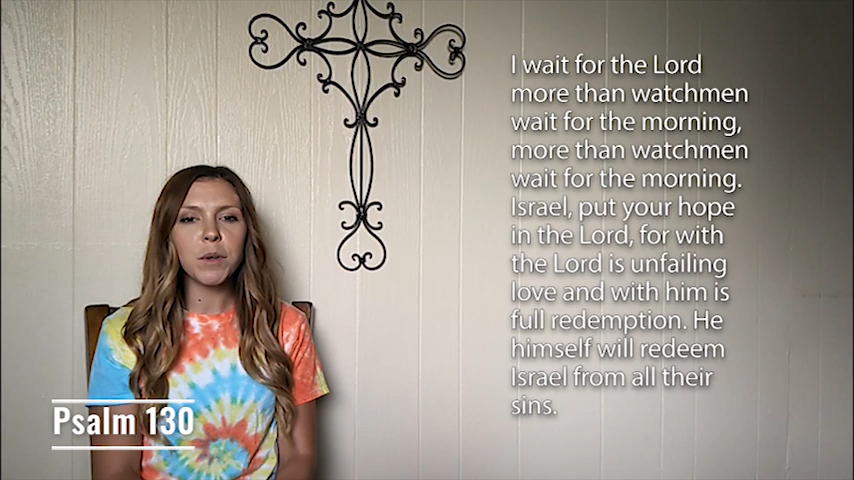 I wait for the Lord
more than watchmen
wait for the morning,
more than watchmen
wait for the morning.
Israel, put your hope
in the Lord, for with
the Lord is unfailing
love and with him is
full redemption. He
himself will redeem
Israel from all their
sins.
Psalm 130